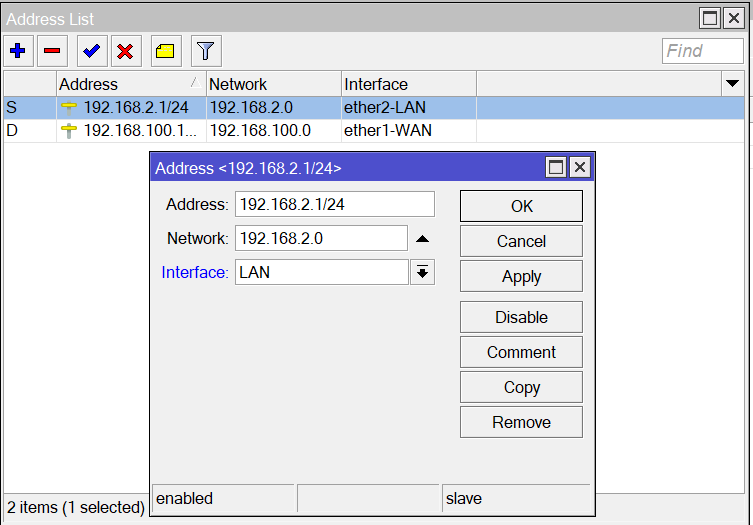 Address List
Find
Address Network Interface
S 192.168.2.1/24 192.168.2.0 ether2-LAN
D 192.168.100.1... 192.168.100.0 ether1-WAN
Address <192.168.2.1/24>
Address: 192.168.2.1/24
Network: 192.168.2.0
Interface: LAN
OK
Cancel
Apply
Disable
Comment
Copy
Remove
enabled
slave
2 items (1 selected)